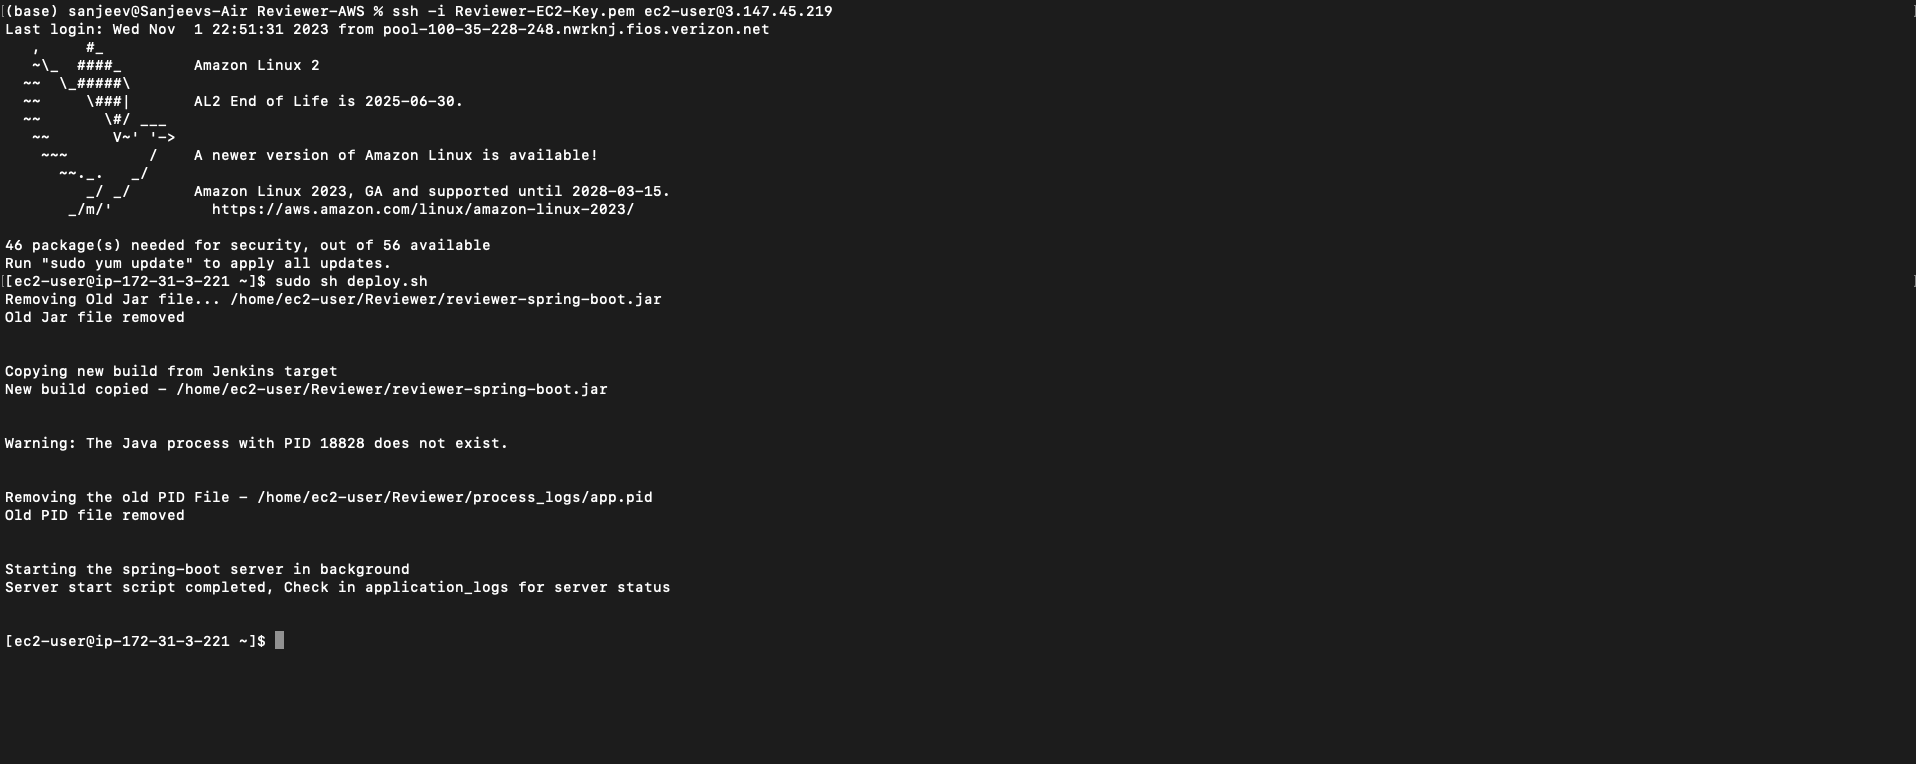 (base) sanjeev@Sanjeevs-Air Reviewer-AWS % ssh -i Reviewer-EC2-Key.pem ec2-user@3.147.45.219
Last login: Wed Nov  1 22:51:31 2023 from pool-100-35-228-248.nwrknj.fios.verizon.net
   ,     #_
   ~\_  ####_        Amazon Linux 2
  ~~  \_#####\
  ~~     \###|       AL2 End of Life is 2025-06-30.
  ~~       \#/ ___
   ~~       V~' '->
    ~~~         /    A newer version of Amazon Linux is available!
      ~~._.   _/
         _/ _/       Amazon Linux 2023, GA and supported until 2028-03-15.
       _/m/'           https://aws.amazon.com/linux/amazon-linux-2023/
46 package(s) needed for security, out of 56 available
Run "sudo yum update" to apply all updates.
[ec2-user@ip-172-31-3-221 ~]$ sudo sh deploy.sh
Removing Old Jar file... /home/ec2-user/Reviewer/reviewer-spring-boot.jar
Old Jar file removed
Copying new build from Jenkins target
New build copied - /home/ec2-user/Reviewer/reviewer-spring-boot.jar
Warning: The Java process with PID 18828 does not exist.
Removing the old PID File - /home/ec2-user/Reviewer/process_logs/app.pid
Old PID file removed
Starting the spring-boot server in background
Server start script completed, Check in application_logs for server status
[ec2-user@ip-172-31-3-221 ~]$